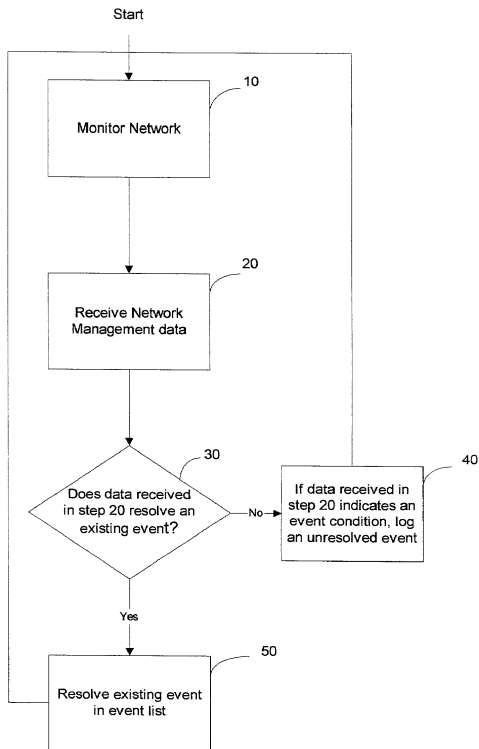 Start
10
Monitor Network
20
Receive Network
Management data
30
Does data received
in step 20 resolve an
existing event?
No
40
If data received in
step 20 indicates an
event condition, log
an unresolved event
Yes
50
Resolve existing event
in event list